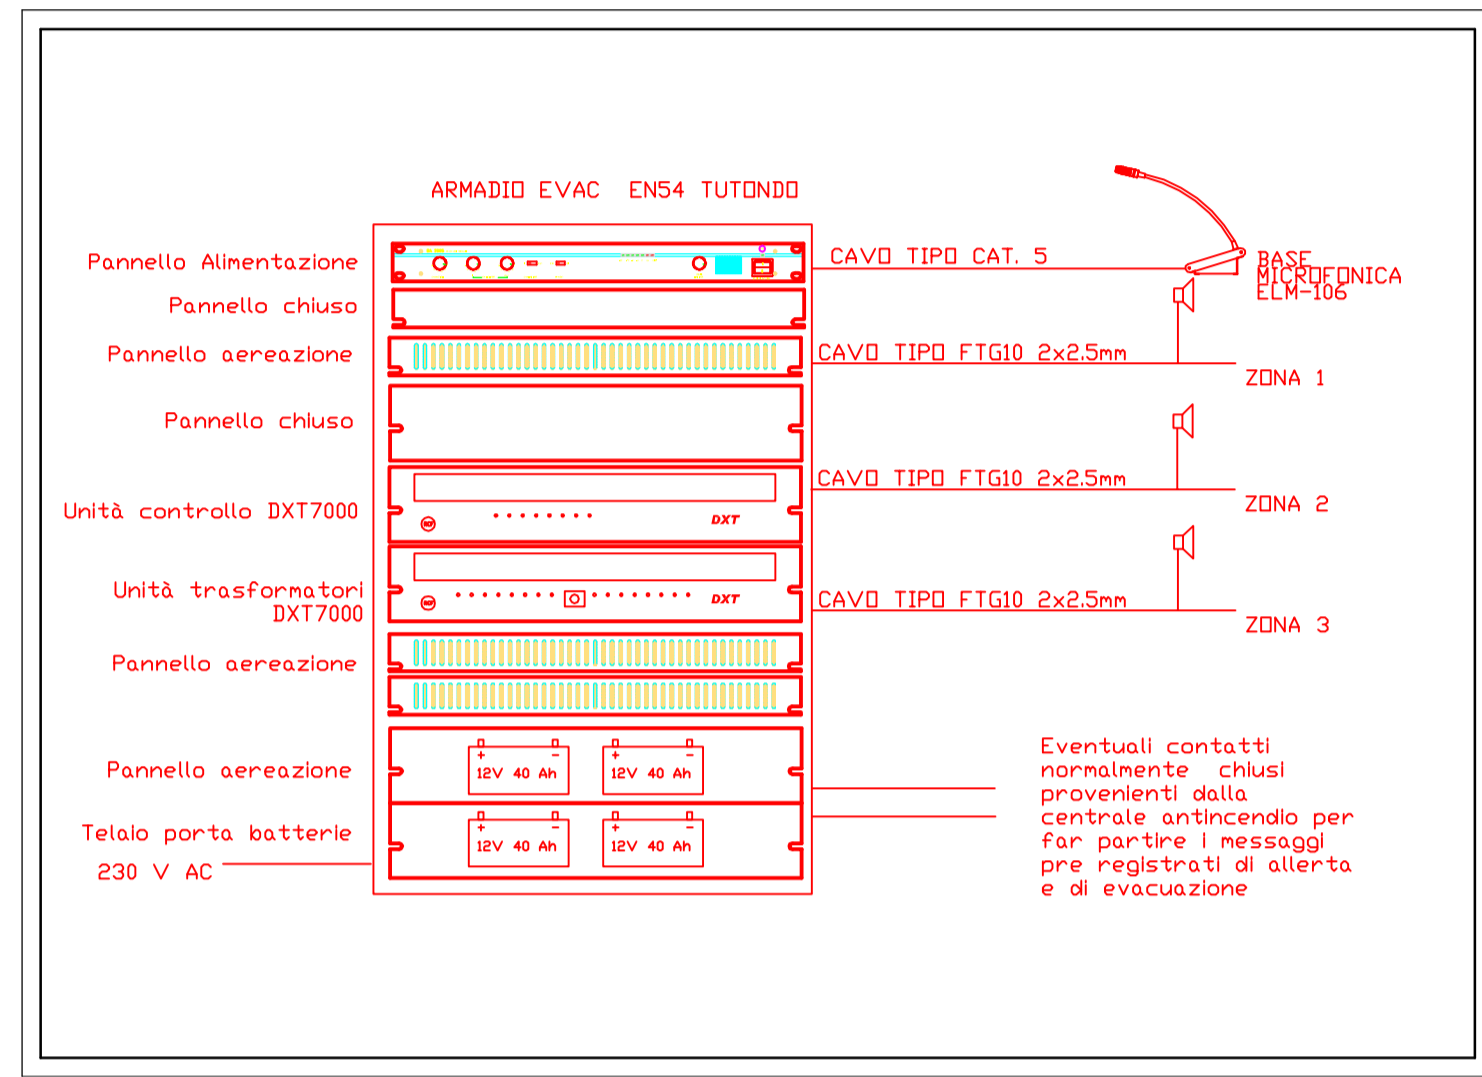 ARMADIO EVAC EN54 TUTONDO
Pannello Alimentazione
Pannello chiuso
Pannello aereazione
Pannello chiuso
Unità controllo DXT7000
Unità trasformatori
DXT7000
Pannello aereazione
Pannello aereazione
Telaio porta batterie
230 V AC
DXT
DXT
+ -
12V 40 Ah
+ -
12V 40 Ah
+ -
12V 40 Ah
+ -
12V 40 Ah
CAVO TIPO CAT. 5
BASE
MICROFONICA
ELM-106
CAVO TIPO FTG10 2x2.5mm
ZONA 1
CAVO TIPO FTG10 2x2.5mm
ZONA 2
CAVO TIPO FTG10 2x2.5mm
ZONA 3
Eventuali contatti
normalmente chiusi
provenienti dalla
centrale antincendio per
far partire i messaggi
pre registrati di allerta
e di evacuazione